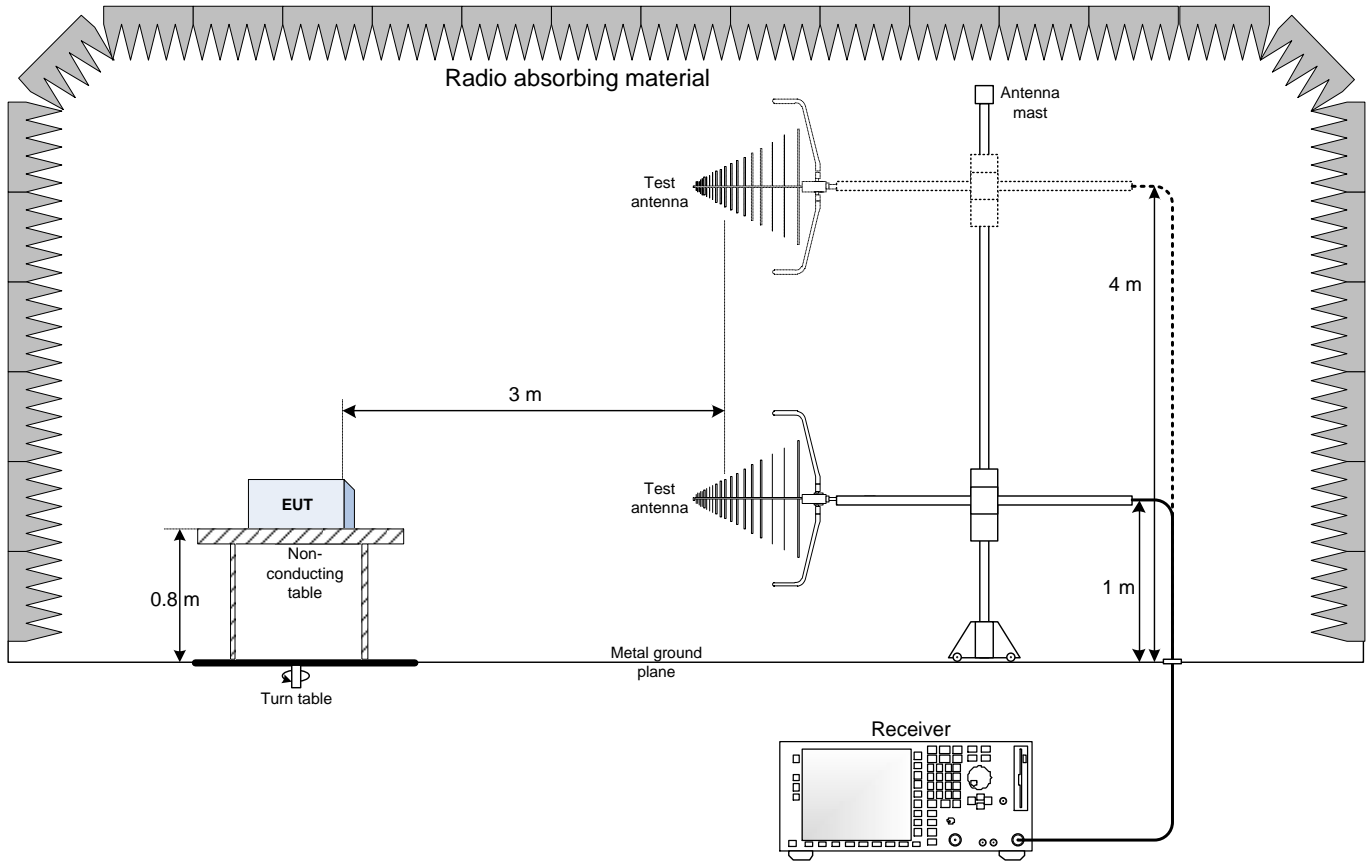 Radio absorbing material
Antenna
mast
Test
antenna
4 m
3 m
Test
antenna
EUT
Non-
conducting
table
0.8 m
1 m
Metal ground
plane
Turn table
Receiver